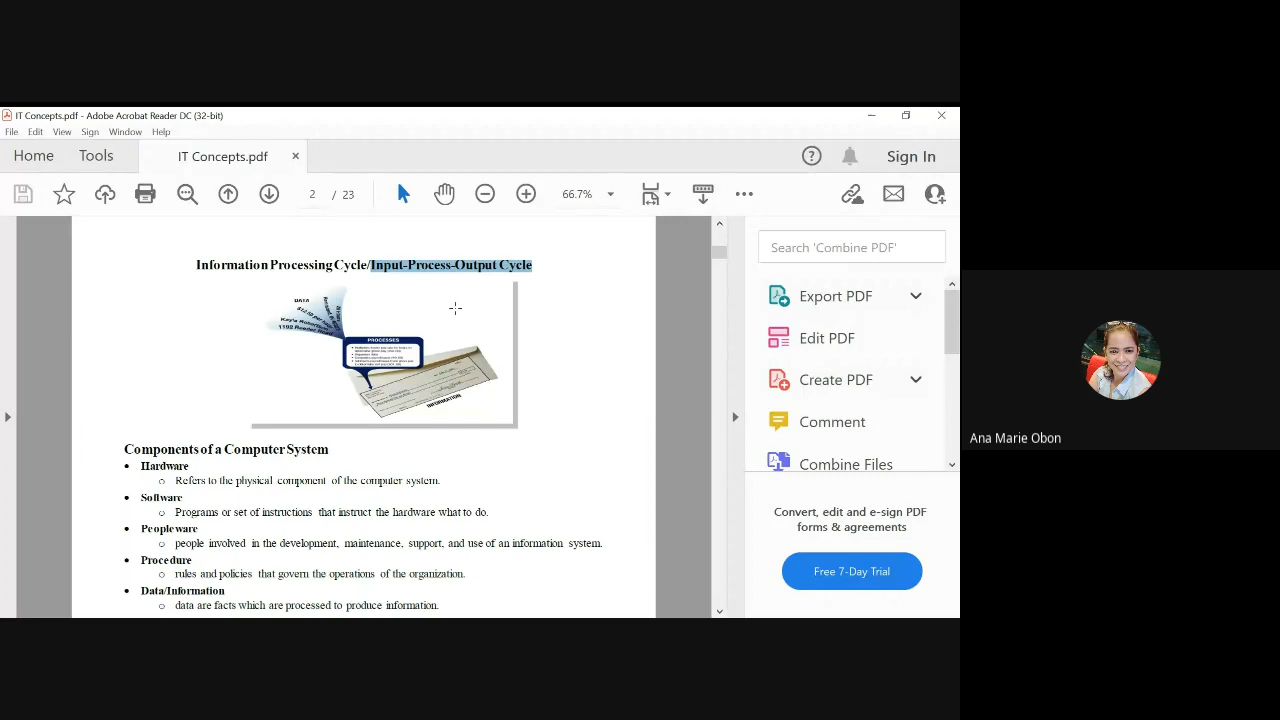 IT Concepts.pdf - Adobe Acrobat Reader DC (32-bit)
File Edit View Sign Window Help
Home Tools IT Concepts.pdf × Sign In
2 / 23 66.7%
Information Processing Cycle/Input-Process-Output Cycle
DATA
1192 Reeder
PROCESSES
INFORMATION
Components of a Computer System
• Hardware
o Refers to the physical component of the computer system.
• Software
o Programs or set of instructions that instruct the hardware what to do.
• Peopleware
o people involved in the development, maintenance, support, and use of an information system.
• Procedure
o rules and policies that govern the operations of the organization.
• Data/Information
o data are facts which are processed to produce information.
Search 'Combine PDF'
Export PDF
Edit PDF
Create PDF
Comment
Combine Files
Convert, edit and e-sign PDF
forms & agreements
Free 7-Day Trial
Ana Marie Obon